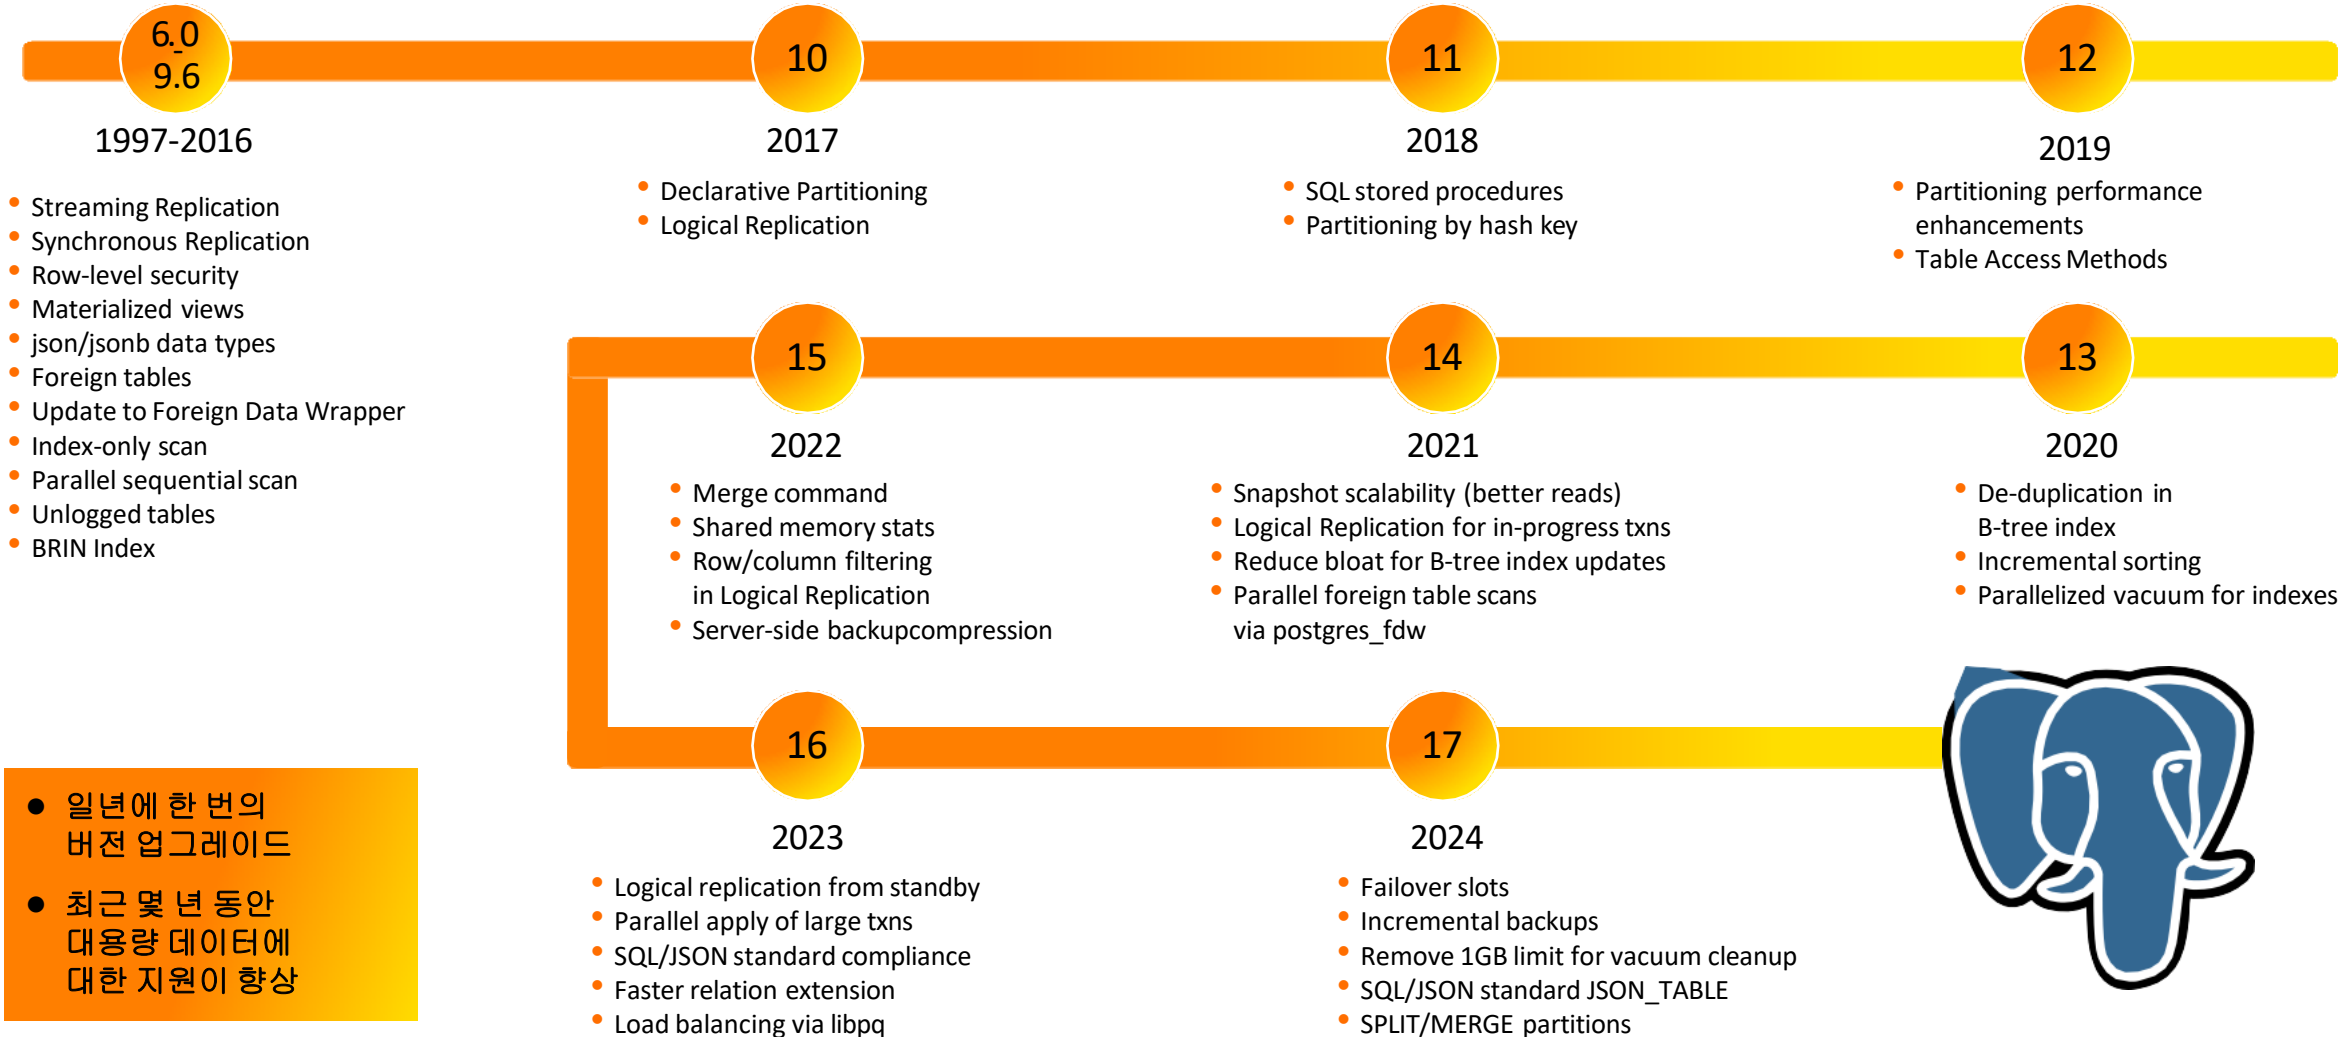 6.0
-
9.6
1997-2016
• Streaming Replication
• Synchronous Replication
• Row-level security
• Materialized views
• json/jsonb data types
• Foreign tables
• Update to Foreign Data Wrapper
• Index-only scan
• Parallel sequential scan
• Unlogged tables
• BRIN Index
10
2017
• Declarative Partitioning
• Logical Replication
11
2018
• SQL stored procedures
• Partitioning by hash key
12
2019
• Partitioning performance
enhancements
• Table Access Methods
13
2020
• De-duplication in
B-tree index
• Incremental sorting
• Parallelized vacuum for indexes
14
2021
• Snapshot scalability (better reads)
• Logical Replication for in-progress txns
• Reduce bloat for B-tree index updates
• Parallel foreign table scans
via postgres_fdw
15
2022
• Merge command
• Shared memory stats
• Row/column filtering
in Logical Replication
• Server-side backupcompression
16
2023
• Logical replication from standby
• Parallel apply of large txns
• SQL/JSON standard compliance
• Faster relation extension
• Load balancing via libpq
17
2024
• Failover slots
• Incremental backups
• Remove 1GB limit for vacuum cleanup
• SQL/JSON standard JSON_TABLE
• SPLIT/MERGE partitions
● 일년에 한 번의
버전 업그레이드
● 최근 몇 년 동안
대용량 데이터에
대한 지원이 향상